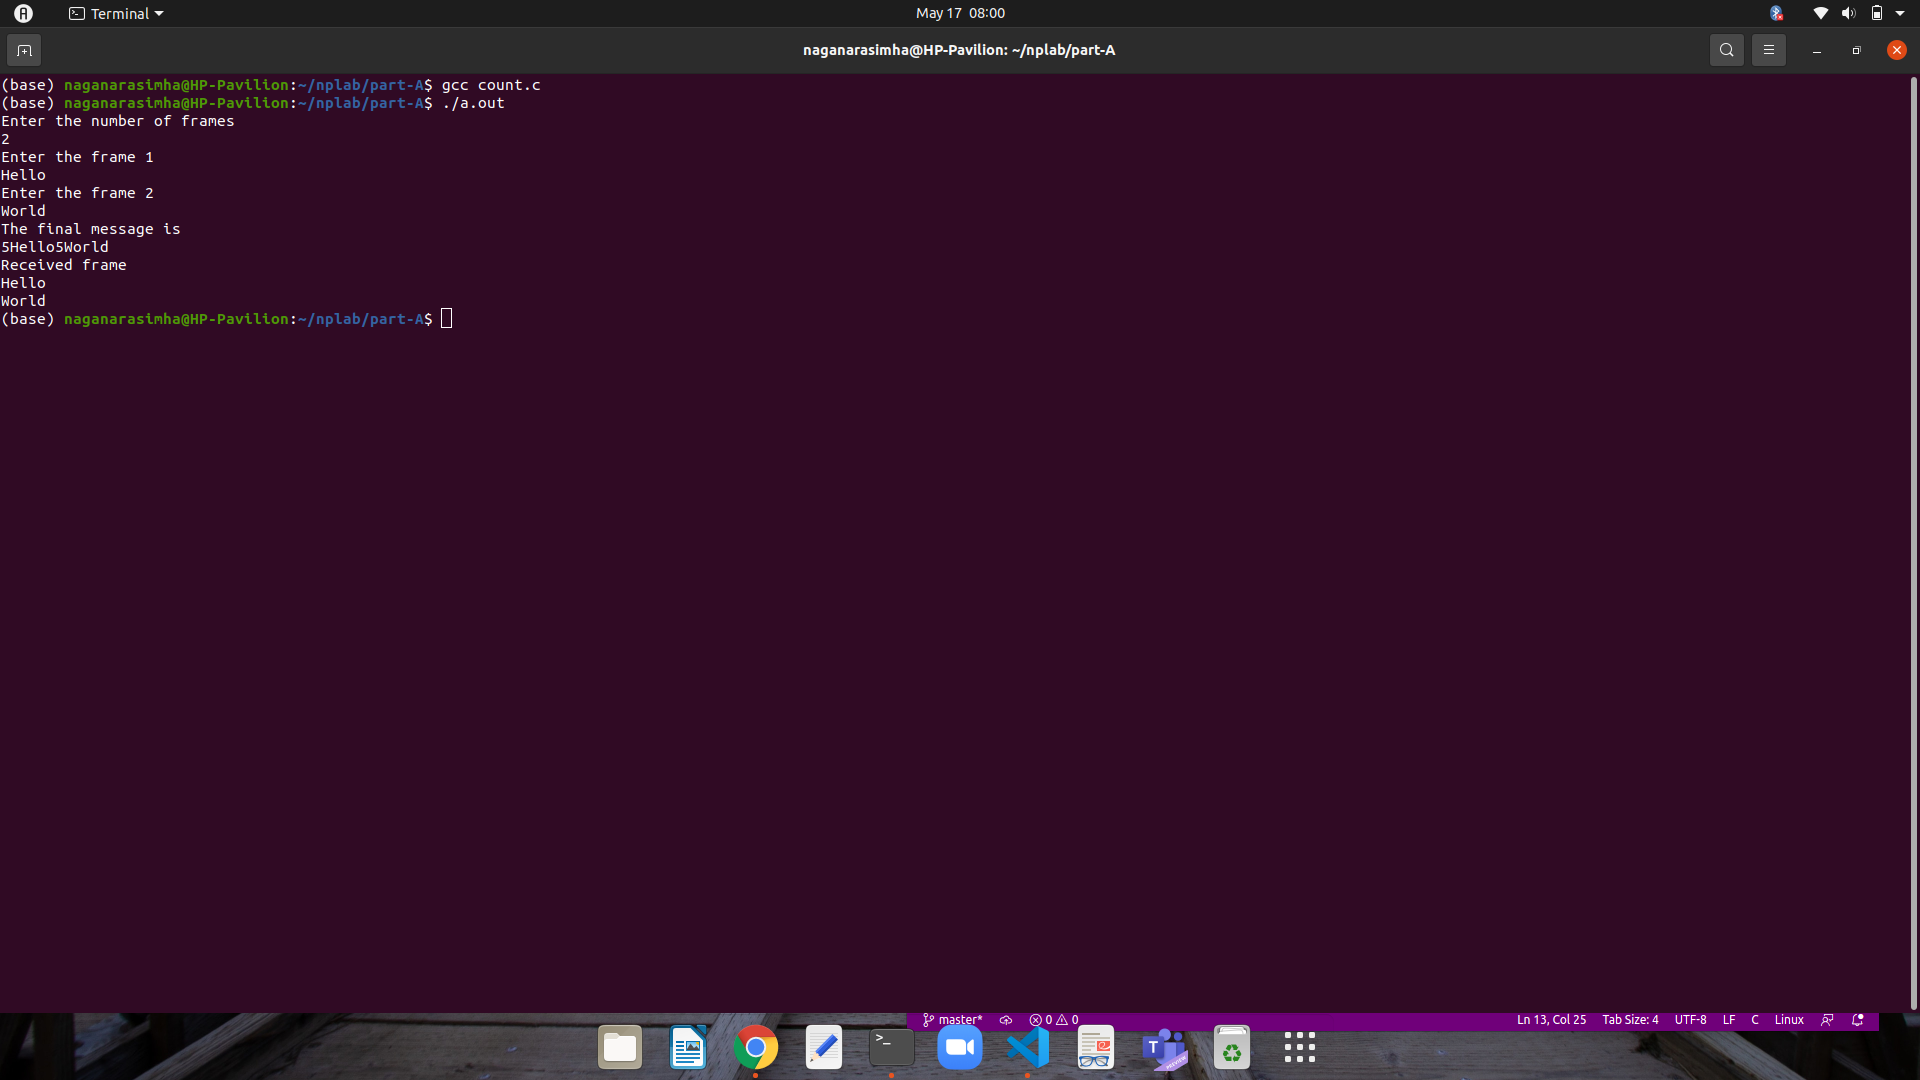 Terminal
May 17 08:00
naganarasimha@HP-Pavilion: ~/nplab/part-A
(base) naganarasimha@HP-Pavilion:~/nplab/part-A$ gcc count.c
(base) naganarasimha@HP-Pavilion:~/nplab/part-A$ ./a.out
Enter the number of frames
2
Enter the frame 1
Hello
Enter the frame 2
World
The final message is
5Hello5World
Received frame
Hello
World
(base) naganarasimha@HP-Pavilion:~/nplab/part-A$
master* 0 0 Ln 13, Col 25 Tab Size: 4 UTF-8 LF C Linux
T
PREVIEW